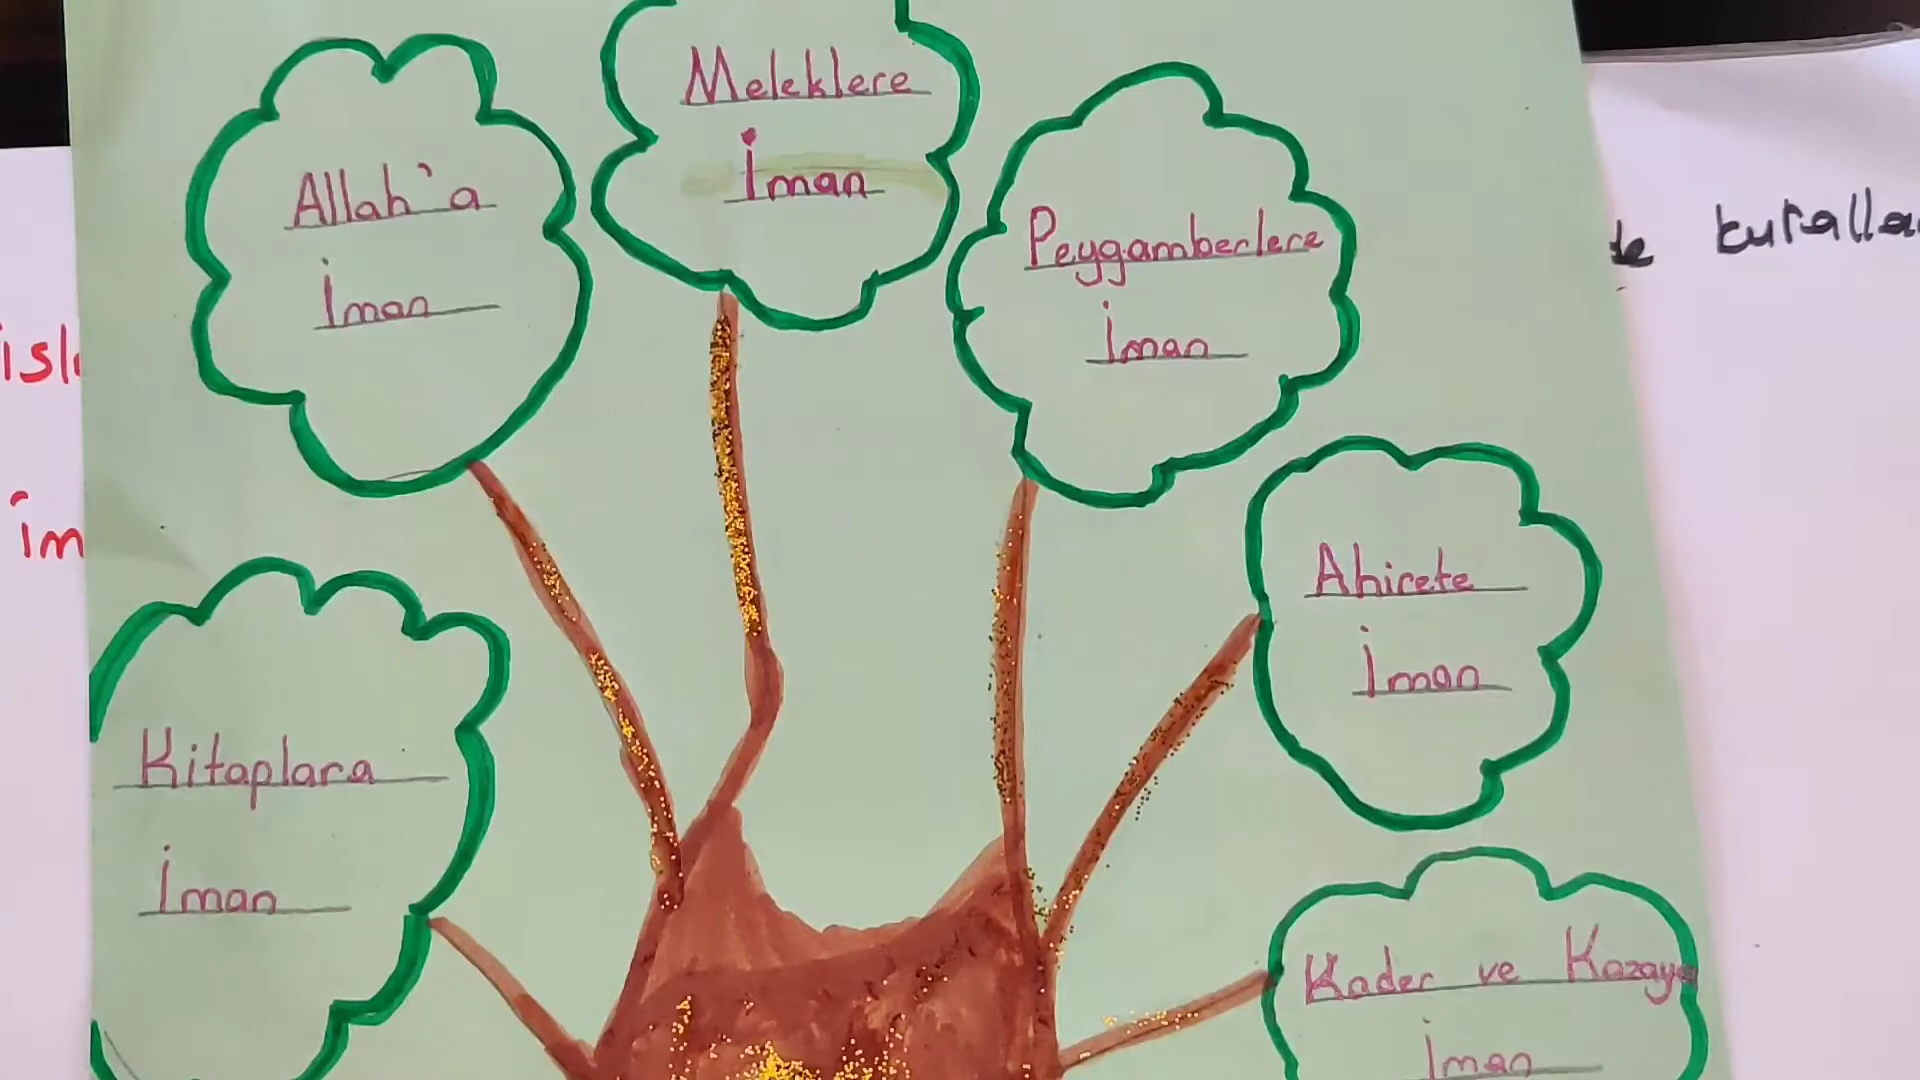 Allah'a
İman
Meleklere
İman
Peygamberlere
İman
Ahirete
İman
Kitaplara
İman
Kader ve Kazaya
İman